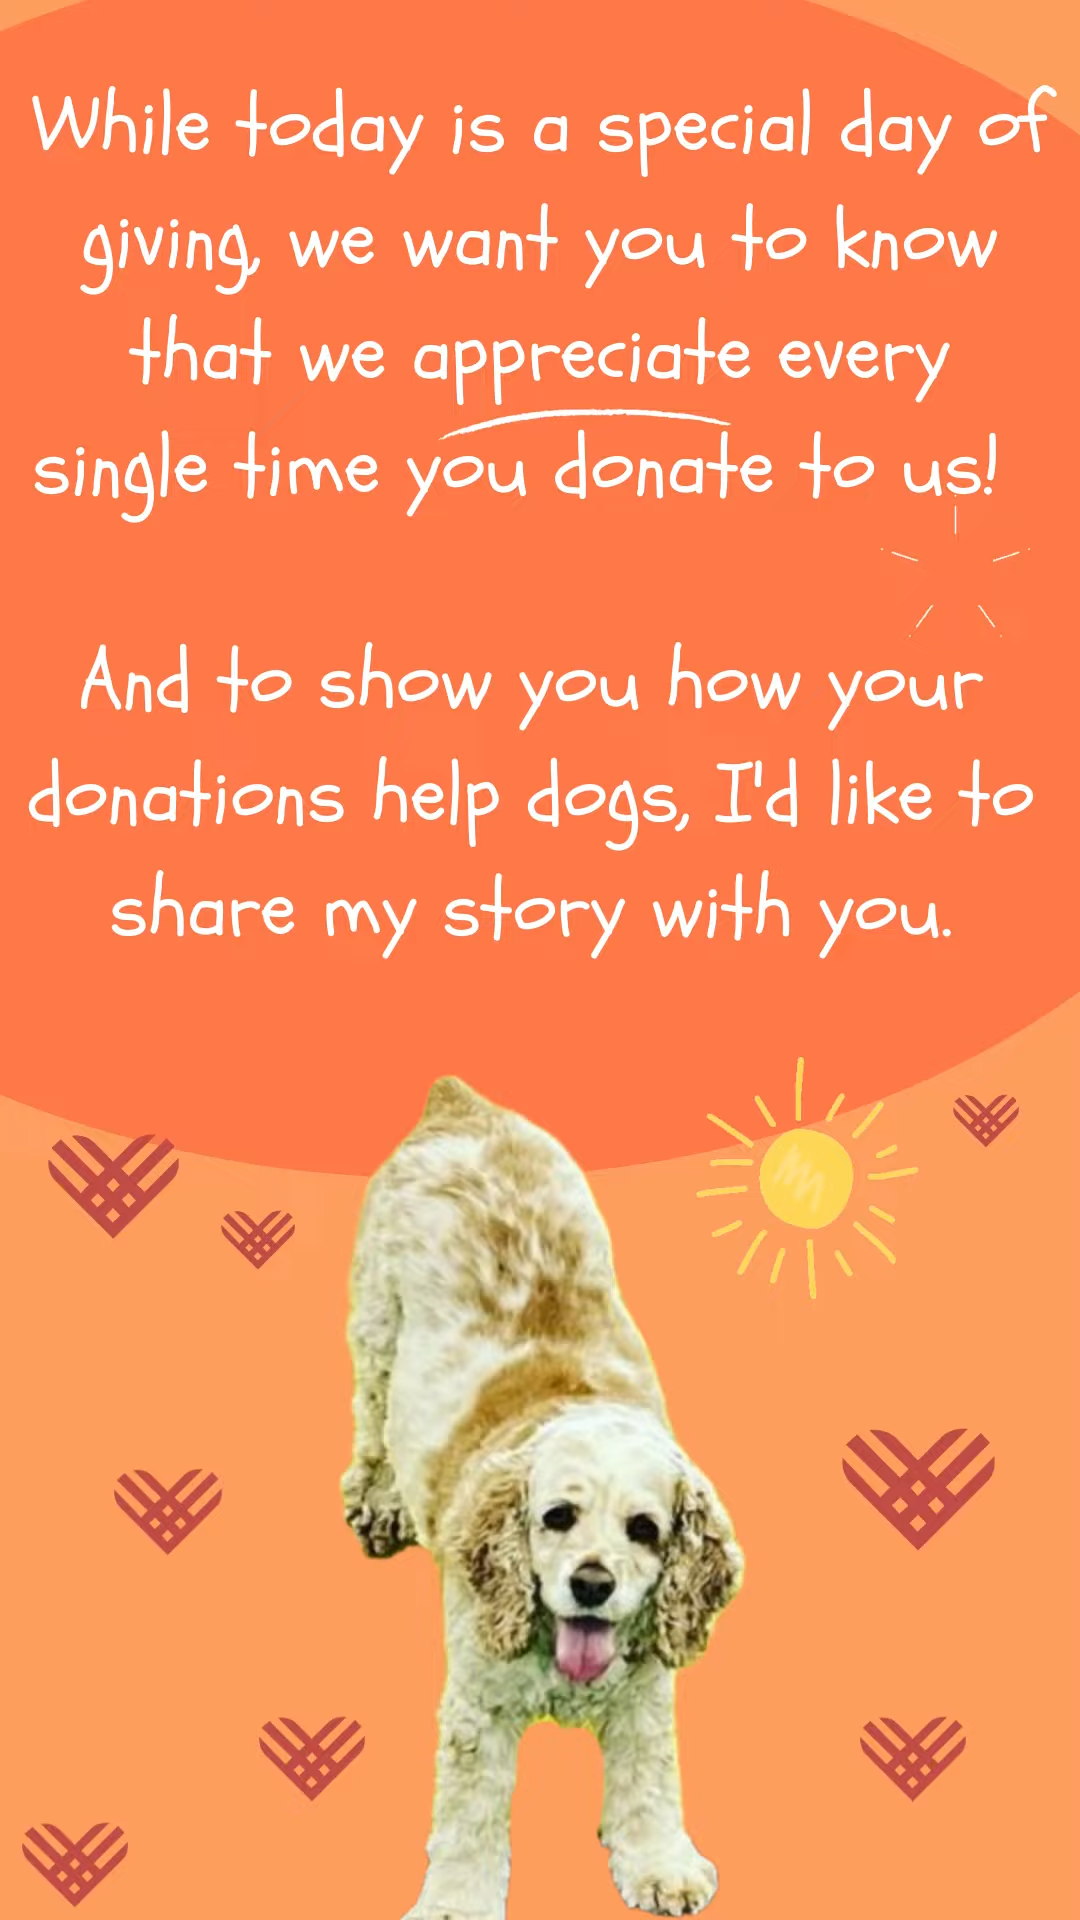 While today is a special day of
giving, we want you to know
that we appreciate every
single time you donate to us!
And to show you how your
donations help dogs, I'd like to
share my story with you.